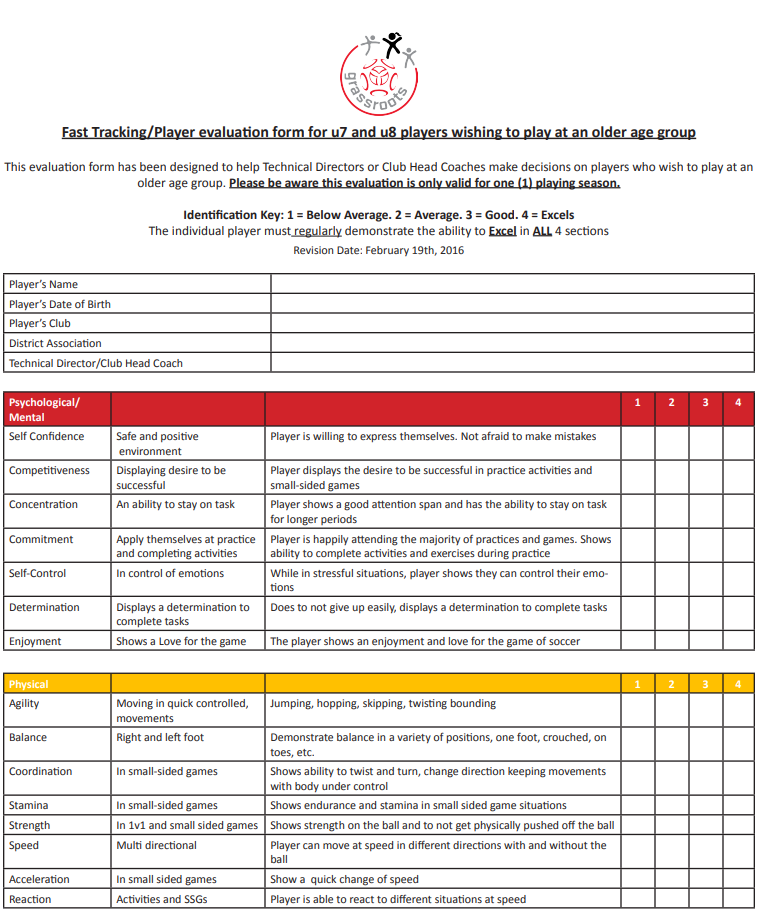 grassroots
Fast Tracking/Player evaluation form for u7 and u8 players wishing to play at an older age group
This evaluation form has been designed to help Technical Directors or Club Head Coaches make decisions on players who wish to play at an
older age group. Please be aware this evaluation is only valid for one (1) playing season.
Identification Key: 1 = Below Average. 2 = Average. 3 = Good. 4 = Excels
The individual player must regularly demonstrate the ability to Excel in ALL 4 sections
Revision Date: February 19th, 2016
Player's Name
Player's Date of Birth
Player's Club
District Association
Technical Director/Club Head Coach
Psychological/ 1 2 3 4
Mental
Self Confidence Safe and positive Player is willing to express themselves. Not afraid to make mistakes
environment
Competitiveness Displaying desire to be Player displays the desire to be successful in practice activities and
successful small-sided games
Concentration An ability to stay on task Player shows a good attention span and has the ability to stay on task
for longer periods
Commitment Apply themselves at practice Player is happily attending the majority of practices and games. Shows
and completing activities ability to complete activities and exercises during practice
Self-Control In control of emotions While in stressful situations, player shows they can control their emo-
tions
Determination Displays a determination to Does to not give up easily, displays a determination to complete tasks
complete tasks
Enjoyment Shows a Love for the game The player shows an enjoyment and love for the game of soccer
Physical 1 2 3 4
Agility Moving in quick controlled, Jumping, hopping, skipping, twisting bounding
movements
Balance Right and left foot Demonstrate balance in a variety of positions, one foot, crouched, on
toes, etc.
Coordination In small-sided games Shows ability to twist and turn, change direction keeping movements
with body under control
Stamina In small-sided games Shows endurance and stamina in small sided game situations
Strength In 1v1 and small sided games Shows strength on the ball and to not get physically pushed off the ball
Speed Multi directional Player can move at speed in different directions with and without the
ball
Acceleration In small sided games Show a quick change of speed
Reaction Activities and SSGs Player is able to react to different situations at speed